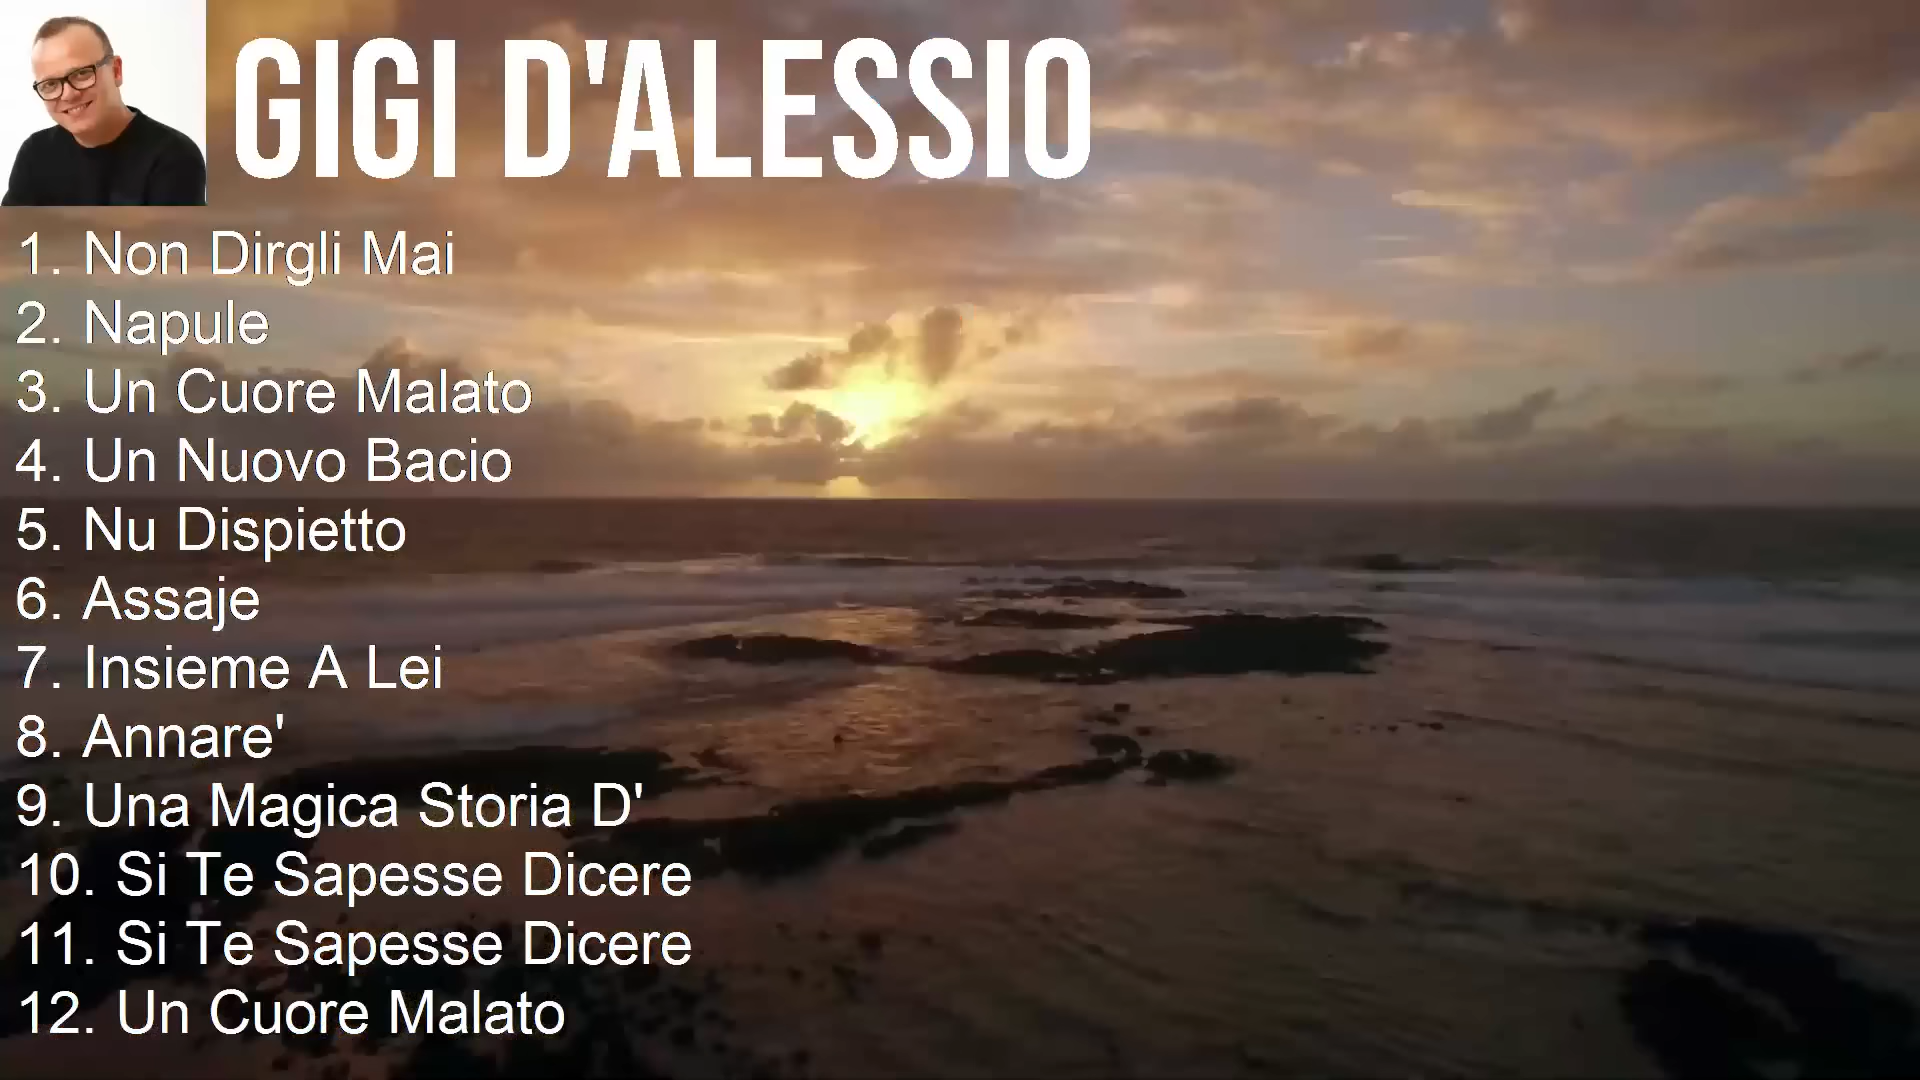 GIGI D'ALESSIO
1. Non Dirgli Mai
2. Napule
3. Un Cuore Malato
4. Un Nuovo Bacio
5. Nu Dispietto
6. Assaje
7. Insieme A Lei
8. Annare'
9. Una Magica Storia D'
10. Si Te Sapesse Dicere
11. Si Te Sapesse Dicere
12. Un Cuore Malato